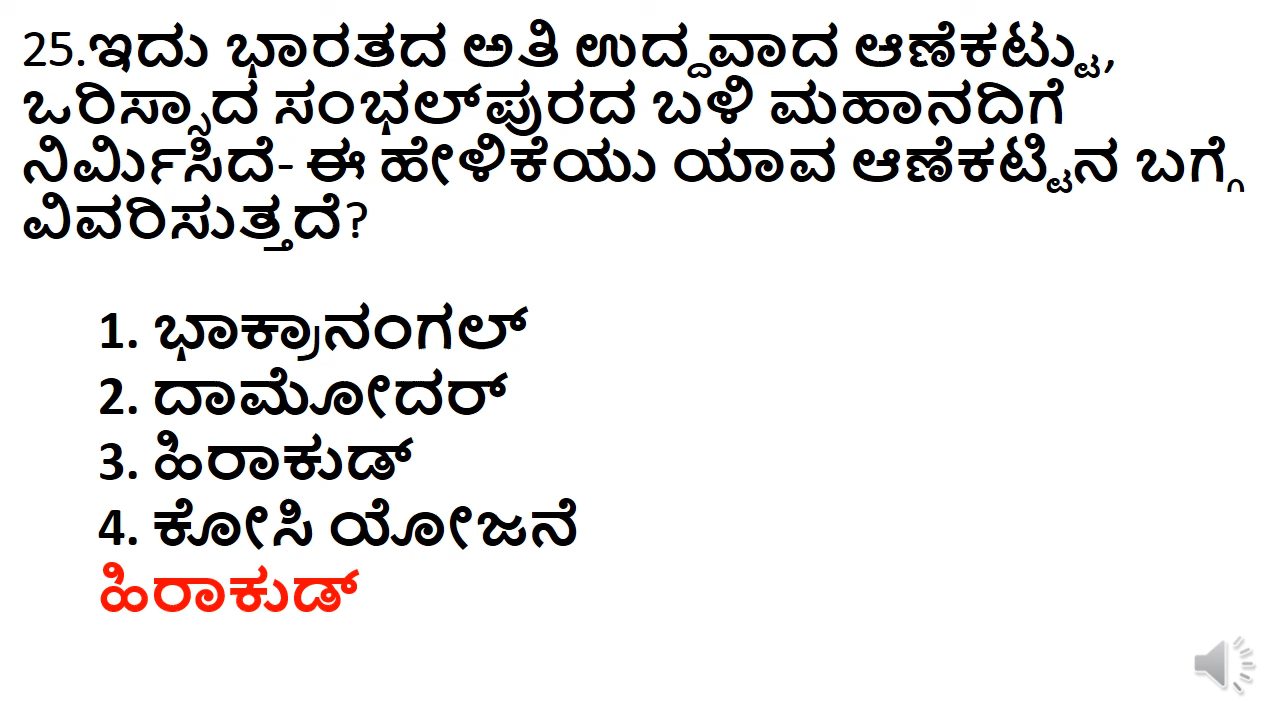 25.ಇದು ಭಾರತದ ಅತಿ ಉದ್ದವಾದ ಆಣೆಕಟ್ಟು,
ಒರಿಸ್ಸಾದ ಸಂಭಲ್‌ಪುರದ ಬಳಿ ಮಹಾನದಿಗೆ
ನಿರ್ಮಿಸಿದೆ- ಈ ಹೇಳಿಕೆಯು ಯಾವ ಆಣೆಕಟ್ಟಿನ ಬಗ್ಗೆ
ವಿವರಿಸುತ್ತದೆ?
1. ಭಾಕ್ರಾನಂಗಲ್
2. ದಾಮೋದರ್
3. ಹಿರಾಕುಡ್
4. ಕೋಸಿ ಯೋಜನೆ
ಹಿರಾಕುಡ್